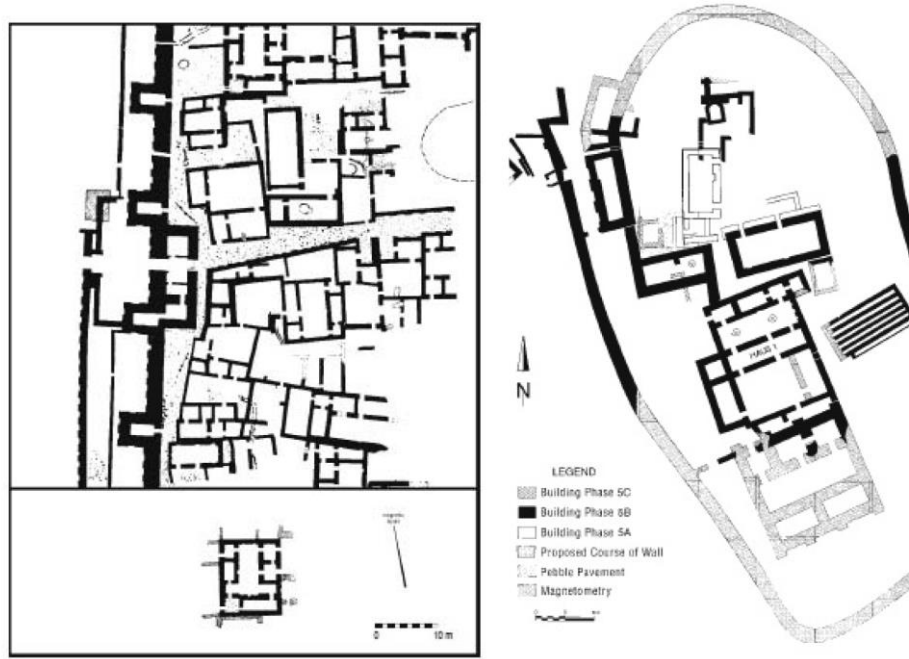 0
10 m
HAUS 1
N
LEGEND
Building Phase 5C
Building Phase 5B
Building Phase 5A
Proposed Course of Wall
Pebble Pavement
Magnetometry